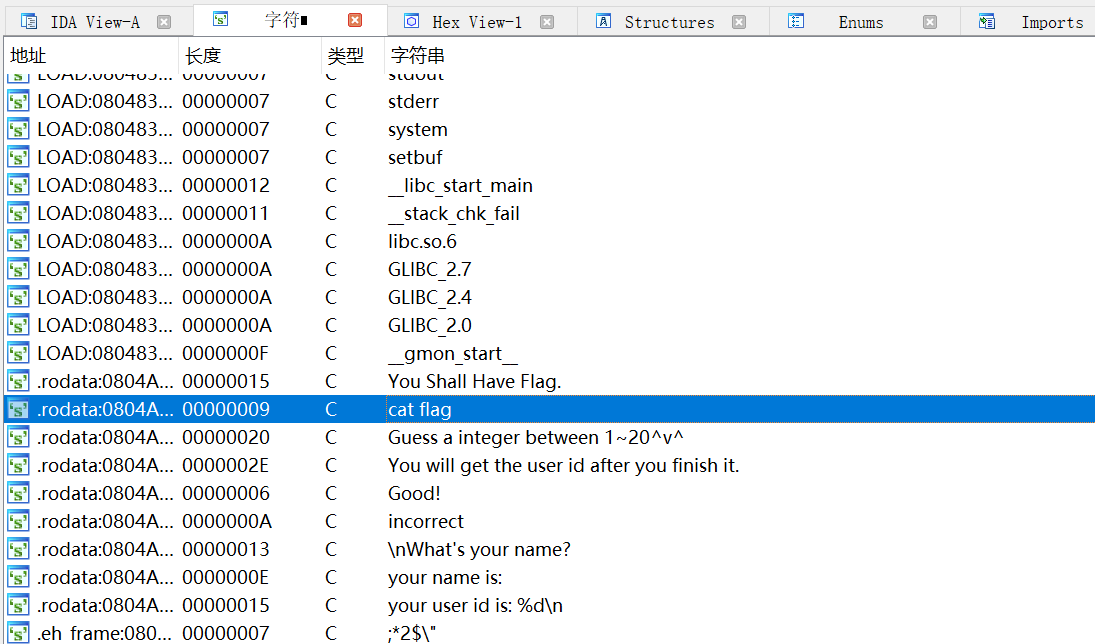 IDA View-A 字符 Hex View-1 Structures Enums Imports
地址 长度 类型 字符串
LOAD:080483... 00000007 C stdout
LOAD:080483... 00000007 C stderr
LOAD:080483... 00000007 C system
LOAD:080483... 00000007 C setbuf
LOAD:080483... 00000012 C __libc_start_main
LOAD:080483... 00000011 C __stack_chk_fail
LOAD:080483... 0000000A C libc.so.6
LOAD:080483... 0000000A C GLIBC_2.7
LOAD:080483... 0000000A C GLIBC_2.4
LOAD:080483... 0000000A C GLIBC_2.0
LOAD:080483... 0000000F C __gmon_start__
.rodata:0804A... 00000015 C You Shall Have Flag.
.rodata:0804A... 00000009 C cat flag
.rodata:0804A... 00000020 C Guess a integer between 1~20^v^
.rodata:0804A... 0000002E C You will get the user id after you finish it.
.rodata:0804A... 00000006 C Good!
.rodata:0804A... 0000000A C incorrect
.rodata:0804A... 00000013 C \nWhat's your name?
.rodata:0804A... 0000000E C your name is:
.rodata:0804A... 00000015 C your user id is: %d\n
.eh_frame:080... 00000007 C ;*2$\"